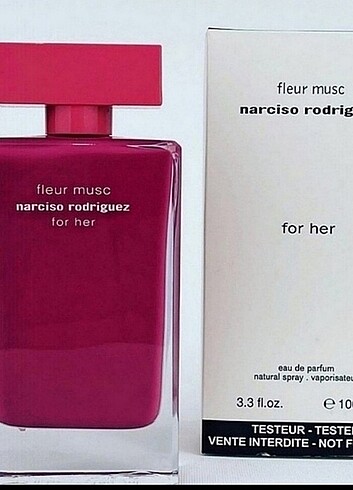 fleur musc
narciso rodriguez
for her
fleur musc
narciso
for her
eau de parfum
natural spray . vaporisateu
3.3 fl.oz. ℮ 10
TESTEUR - TESTE
VENTE INTERDITE - NOT F